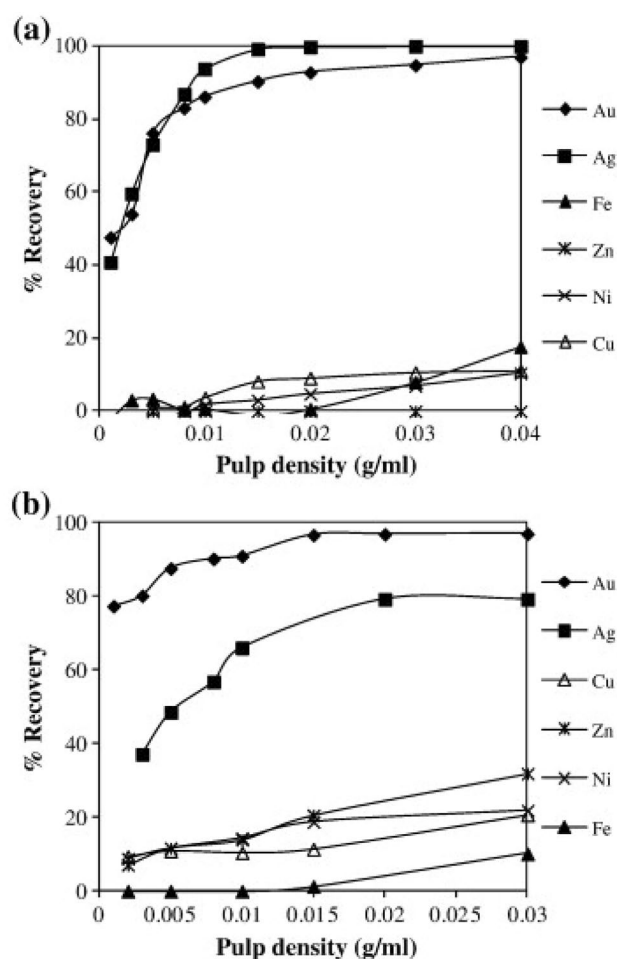 (a)
100
80
60
40
20
0
% Recovery
0 0.01 0.02 0.03 0.04
Pulp density (g/ml)
Au
Ag
Fe
Zn
Ni
Cu
(b)
100
80
60
40
20
0
% Recovery
0 0.005 0.01 0.015 0.02 0.025 0.03
Pulp density (g/ml)
Au
Ag
Cu
Zn
Ni
Fe